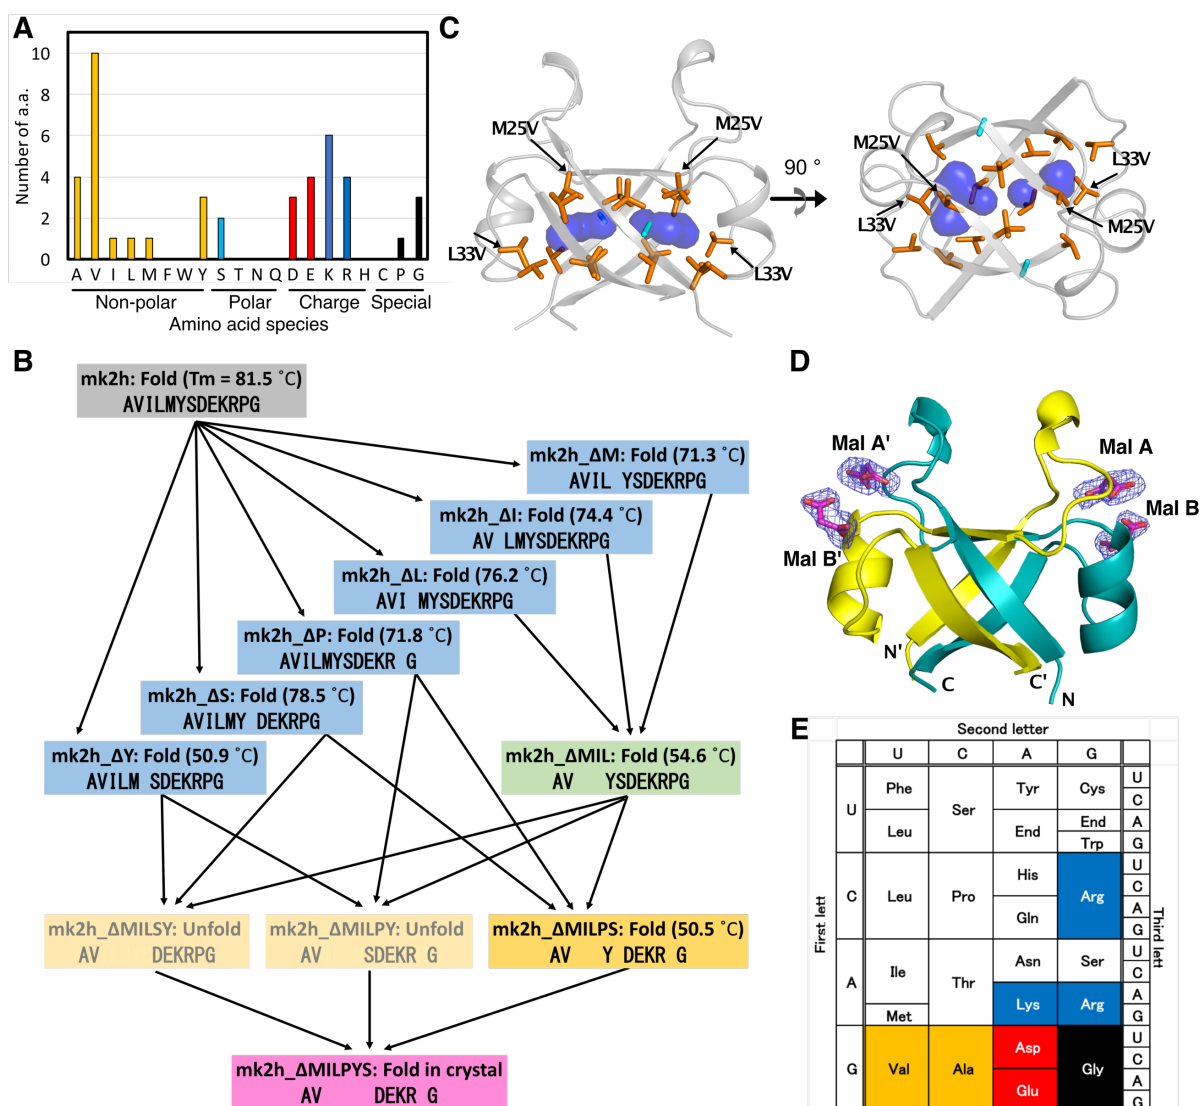 A
Number of a.a.
10
8
6
4
2
0
A V I L M F W Y S T N Q D E K R H C P G
Non-polar Polar Charge Special
Amino acid species
C
M25V
M25V
L33V
L33V
90 °
M25V
L33V
L33V
M25V
B
mk2h: Fold (Tm = 81.5 ˚C)
AVILMYSDEKRPG
mk2h_ΔM: Fold (71.3 ˚C)
AVIL YSDEKRPG
mk2h_ΔI: Fold (74.4 ˚C)
AV LMYSDEKRPG
mk2h_ΔL: Fold (76.2 ˚C)
AVI MYSDEKRPG
mk2h_ΔP: Fold (71.8 ˚C)
AVILMYSDEKR G
mk2h_ΔS: Fold (78.5 ˚C)
AVILMY DEKRPG
mk2h_ΔY: Fold (50.9 ˚C)
AVILM SDEKRPG
mk2h_ΔMIL: Fold (54.6 ˚C)
AV YSDEKRPG
mk2h_ΔMILSY: Unfold
AV DEKRPG
mk2h_ΔMILPY: Unfold
AV SDEKR G
mk2h_ΔMILPS: Fold (50.5 ˚C)
AV Y DEKR G
mk2h_ΔMILPYS: Fold in crystal
AV DEKR G
D
Mal A'
Mal A
Mal B
Mal B'
N'
C
C'
N
E
Second letter
U C A G
First lett
Third lett
U
Phe
Leu
Ser
Tyr
End
Cys
End
Trp
U
C
A
G
C
Leu
Pro
His
Gln
Arg
U
C
A
G
A
Ile
Met
Thr
Asn
Lys
Ser
Arg
U
C
A
G
G
Val
Ala
Asp
Glu
Gly
U
C
A
G